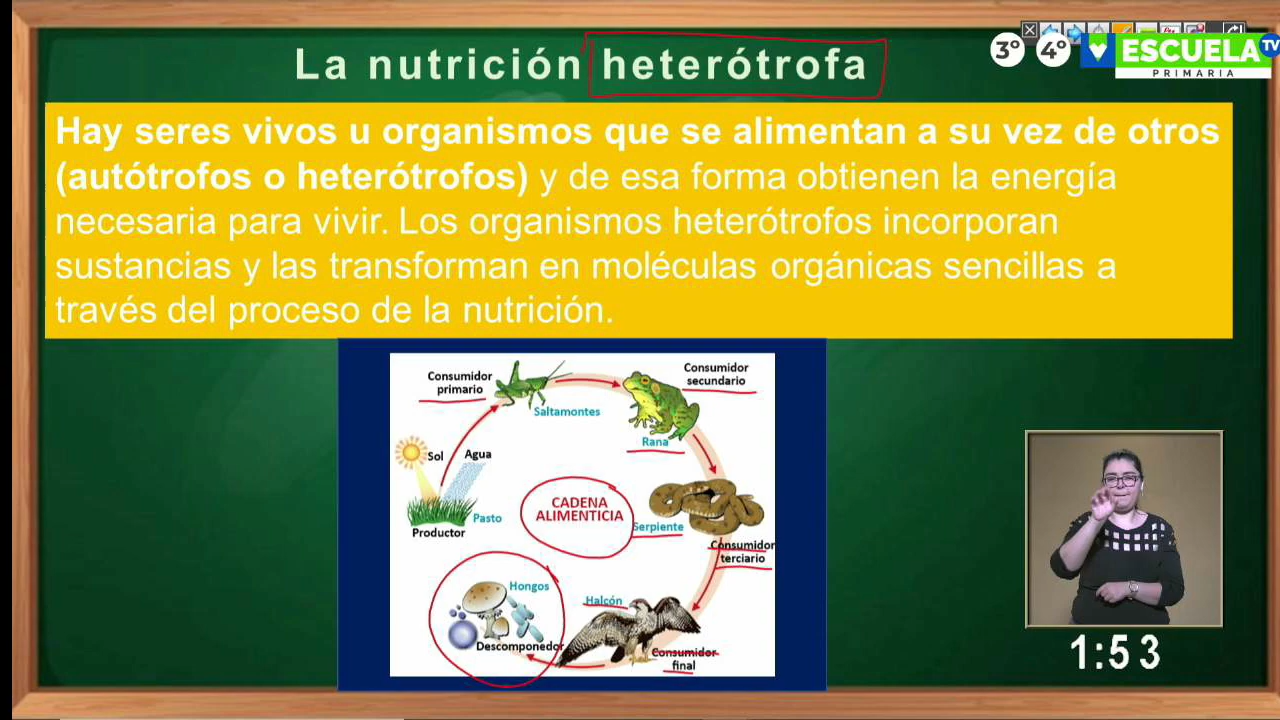 La nutrición heterótrofa
3º 4º ESCUELA TV
PRIMARIA
Hay seres vivos u organismos que se alimentan a su vez de otros
(autótrofos o heterótrofos) y de esa forma obtienen la energía
necesaria para vivir. Los organismos heterótrofos incorporan
sustancias y las transforman en moléculas orgánicas sencillas a
través del proceso de la nutrición.
Consumidor
primario
Saltamontes
Consumidor
secundario
Rana
Sol
Agua
Pasto
Productor
CADENA
ALIMENTICIA
Serpiente
Consumidor
terciario
Hongos
Descomponedor
Halcón
Consumidor
final
1:53